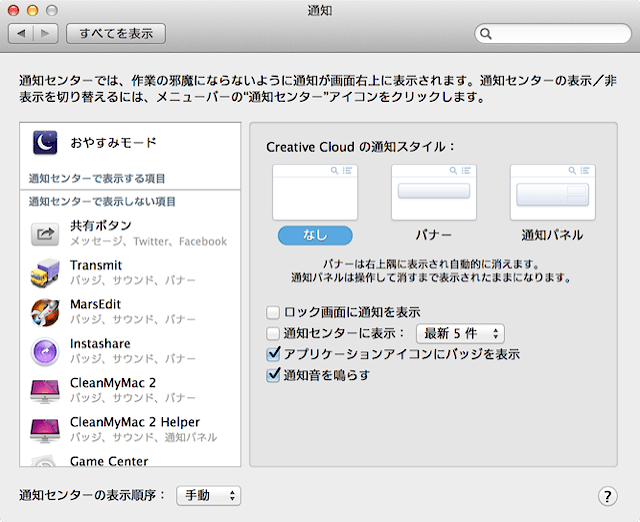 通知
すべてを表示
通知センターでは、作業の邪魔にならないように通知が画面右上に表示されます。通知センターの表示／非
表示を切り替えるには、メニューバーの“通知センター”アイコンをクリックします。
おやすみモード
通知センターで表示する項目
通知センターで表示しない項目
共有ボタン
メッセージ、Twitter、Facebook
Transmit
バッジ、サウンド、バナー
MarsEdit
バッジ、サウンド、バナー
Instashare
バッジ、サウンド、バナー
CleanMyMac 2
バッジ、サウンド、バナー
CleanMyMac 2 Helper
バッジ、サウンド、通知パネル
Game Center
Creative Cloud の通知スタイル：
なし
バナー
通知パネル
バナーは右上隅に表示され自動的に消えます。
通知パネルは操作して消すまで表示されたままになります。
ロック画面に通知を表示
通知センターに表示： 最新 5 件
アプリケーションアイコンにバッジを表示
通知音を鳴らす
通知センターの表示順序： 手動
?